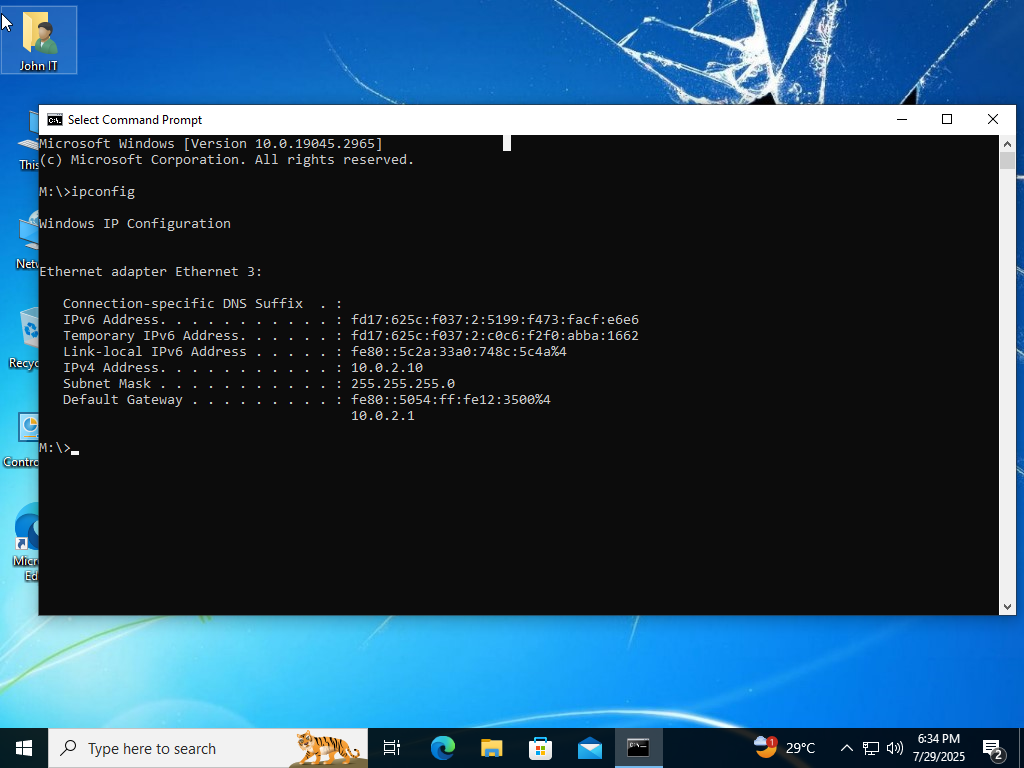 John IT
Select Command Prompt
Microsoft Windows [Version 10.0.19045.2965]
(c) Microsoft Corporation. All rights reserved.
M:\>ipconfig
Windows IP Configuration
Ethernet adapter Ethernet 3:
Connection-specific DNS Suffix  . :
IPv6 Address. . . . . . . . . . . : fd17:625c:f037:2:5199:f473:facf:e6e6
Temporary IPv6 Address. . . . . . : fd17:625c:f037:2:c0c6:f2f0:abba:1662
Link-local IPv6 Address . . . . . : fe80::5c2a:33a0:748c:5c4a%4
IPv4 Address. . . . . . . . . . . : 10.0.2.10
Subnet Mask . . . . . . . . . . . : 255.255.255.0
Default Gateway . . . . . . . . . : fe80::5054:ff:fe12:3500%4
10.0.2.1
M:\>
This
Netw
Recyc
Contro
Micr
Ed
Type here to search
1
29°C
6:34 PM
7/29/2025
2